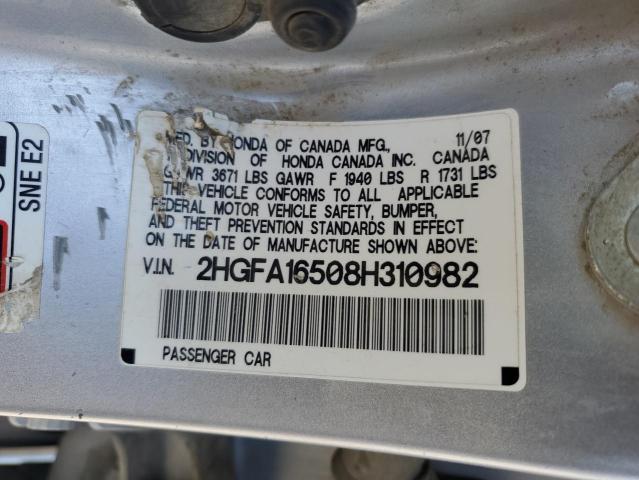 SNE E2
MFD. BY HONDA OF CANADA MFG., 11/07
DIVISION OF HONDA CANADA INC. CANADA
GVWR 3671 LBS GAWR F 1940 LBS R 1731 LBS
THIS VEHICLE CONFORMS TO ALL APPLICABLE
FEDERAL MOTOR VEHICLE SAFETY, BUMPER,
AND THEFT PREVENTION STANDARDS IN EFFECT
ON THE DATE OF MANUFACTURE SHOWN ABOVE:
V.I.N. 2HGFA16508H310982
PASSENGER CAR